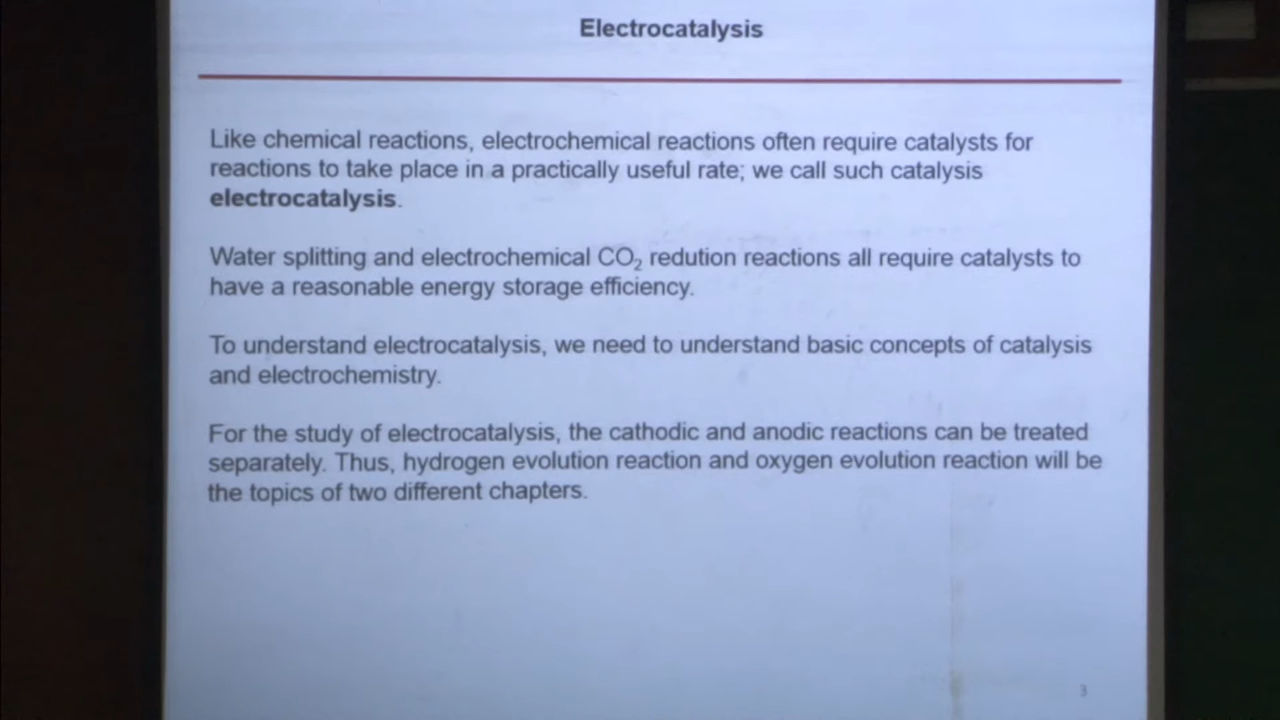 Electrocatalysis
Like chemical reactions, electrochemical reactions often require catalysts for
reactions to take place in a practically useful rate; we call such catalysis
electrocatalysis.
Water splitting and electrochemical CO₂ redution reactions all require catalysts to
have a reasonable energy storage efficiency.
To understand electrocatalysis, we need to understand basic concepts of catalysis
and electrochemistry.
For the study of electrocatalysis, the cathodic and anodic reactions can be treated
separately. Thus, hydrogen evolution reaction and oxygen evolution reaction will be
the topics of two different chapters.
3